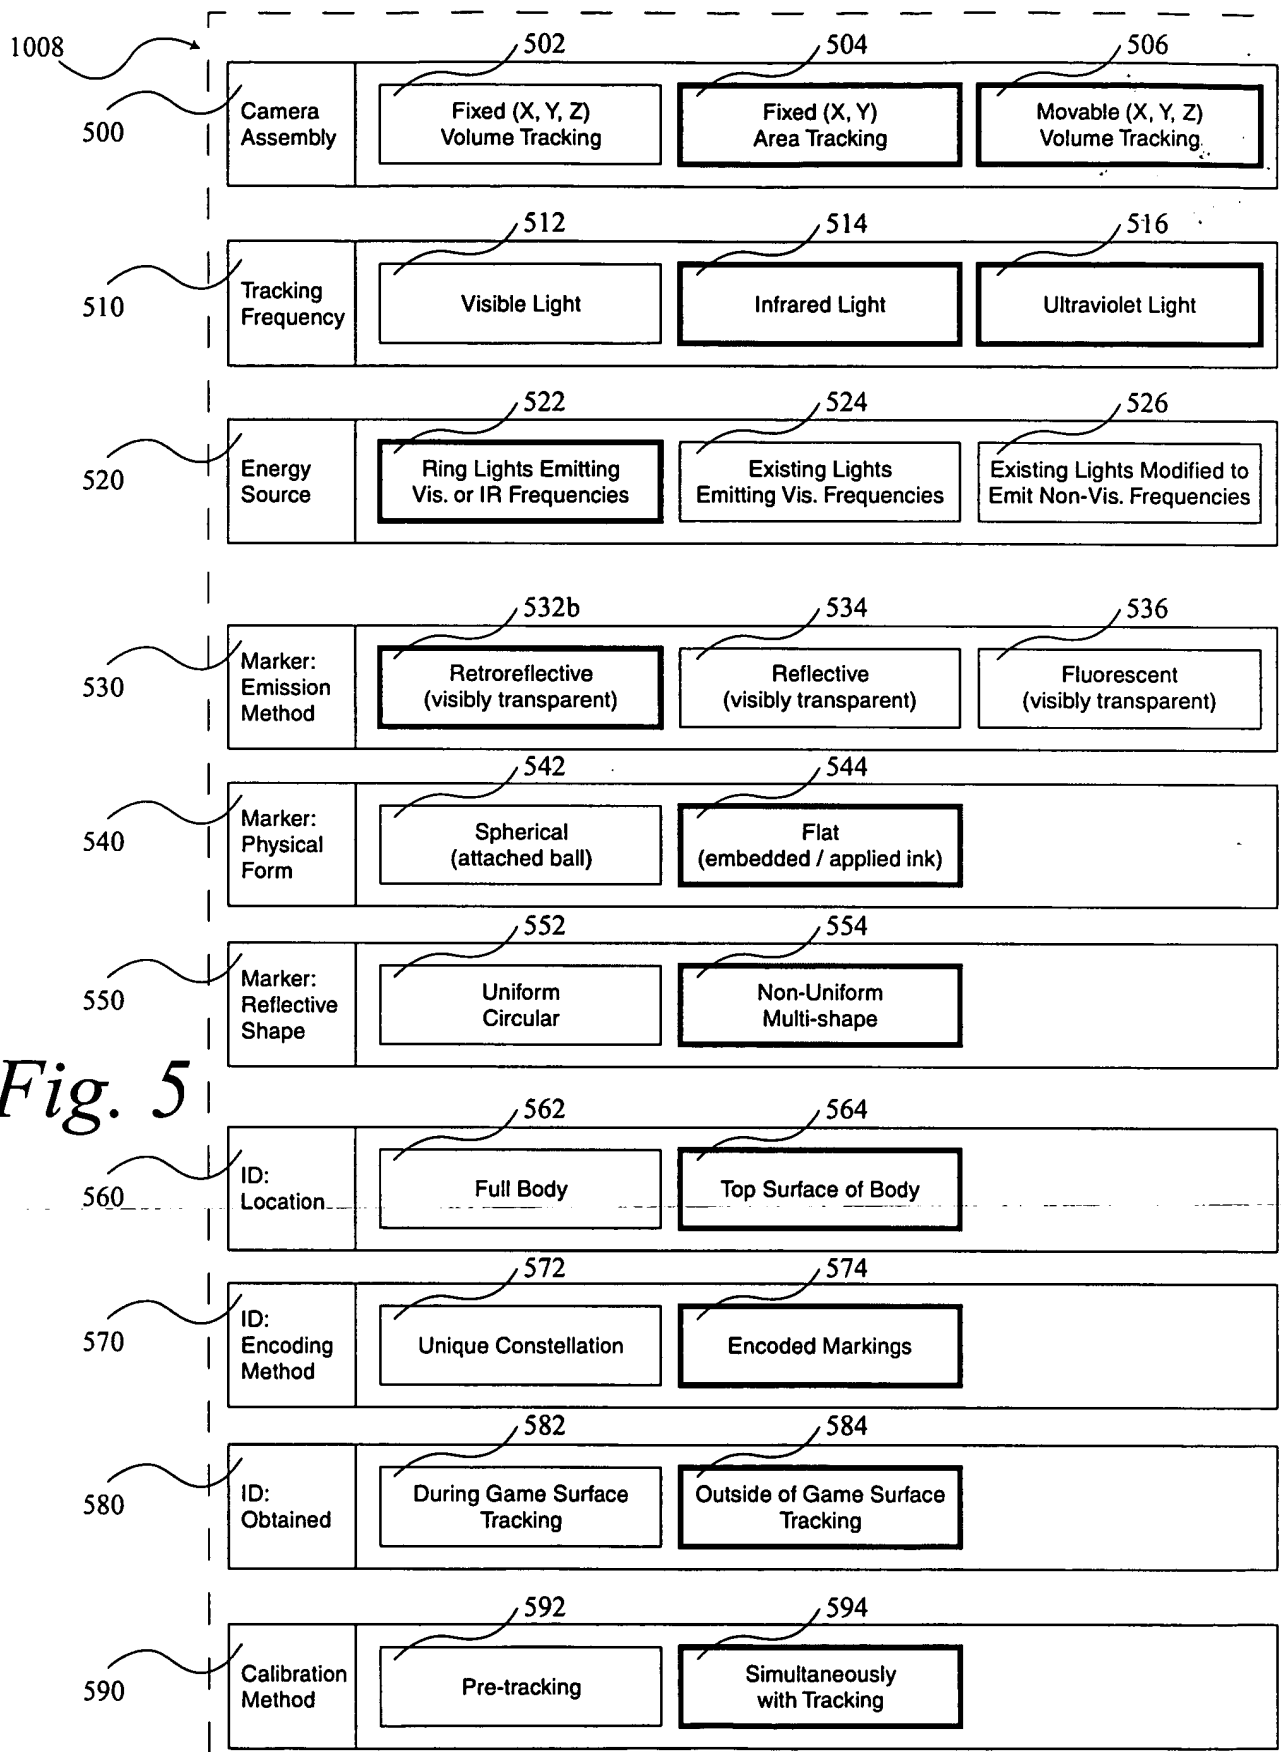 1008
502
504
506
500
Camera
Assembly
Fixed (X, Y, Z)
Volume Tracking
Fixed (X, Y)
Area Tracking
Movable (X, Y, Z)
Volume Tracking
512
514
516
510
Tracking
Frequency
Visible Light
Infrared Light
Ultraviolet Light
522
524
526
520
Energy
Source
Ring Lights Emitting
Vis. or IR Frequencies
Existing Lights
Emitting Vis. Frequencies
Existing Lights Modified to
Emit Non-Vis. Frequencies
532b
534
536
530
Marker:
Emission
Method
Retroreflective
(visibly transparent)
Reflective
(visibly transparent)
Fluorescent
(visibly transparent)
542
544
540
Marker:
Physical
Form
Spherical
(attached ball)
Flat
(embedded / applied ink)
552
554
550
Marker:
Reflective
Shape
Uniform
Circular
Non-Uniform
Multi-shape
Fig. 5
562
564
560
ID:
Location
Full Body
Top Surface of Body
572
574
570
ID:
Encoding
Method
Unique Constellation
Encoded Markings
582
584
580
ID:
Obtained
During Game Surface
Tracking
Outside of Game Surface
Tracking
592
594
590
Calibration
Method
Pre-tracking
Simultaneously
with Tracking